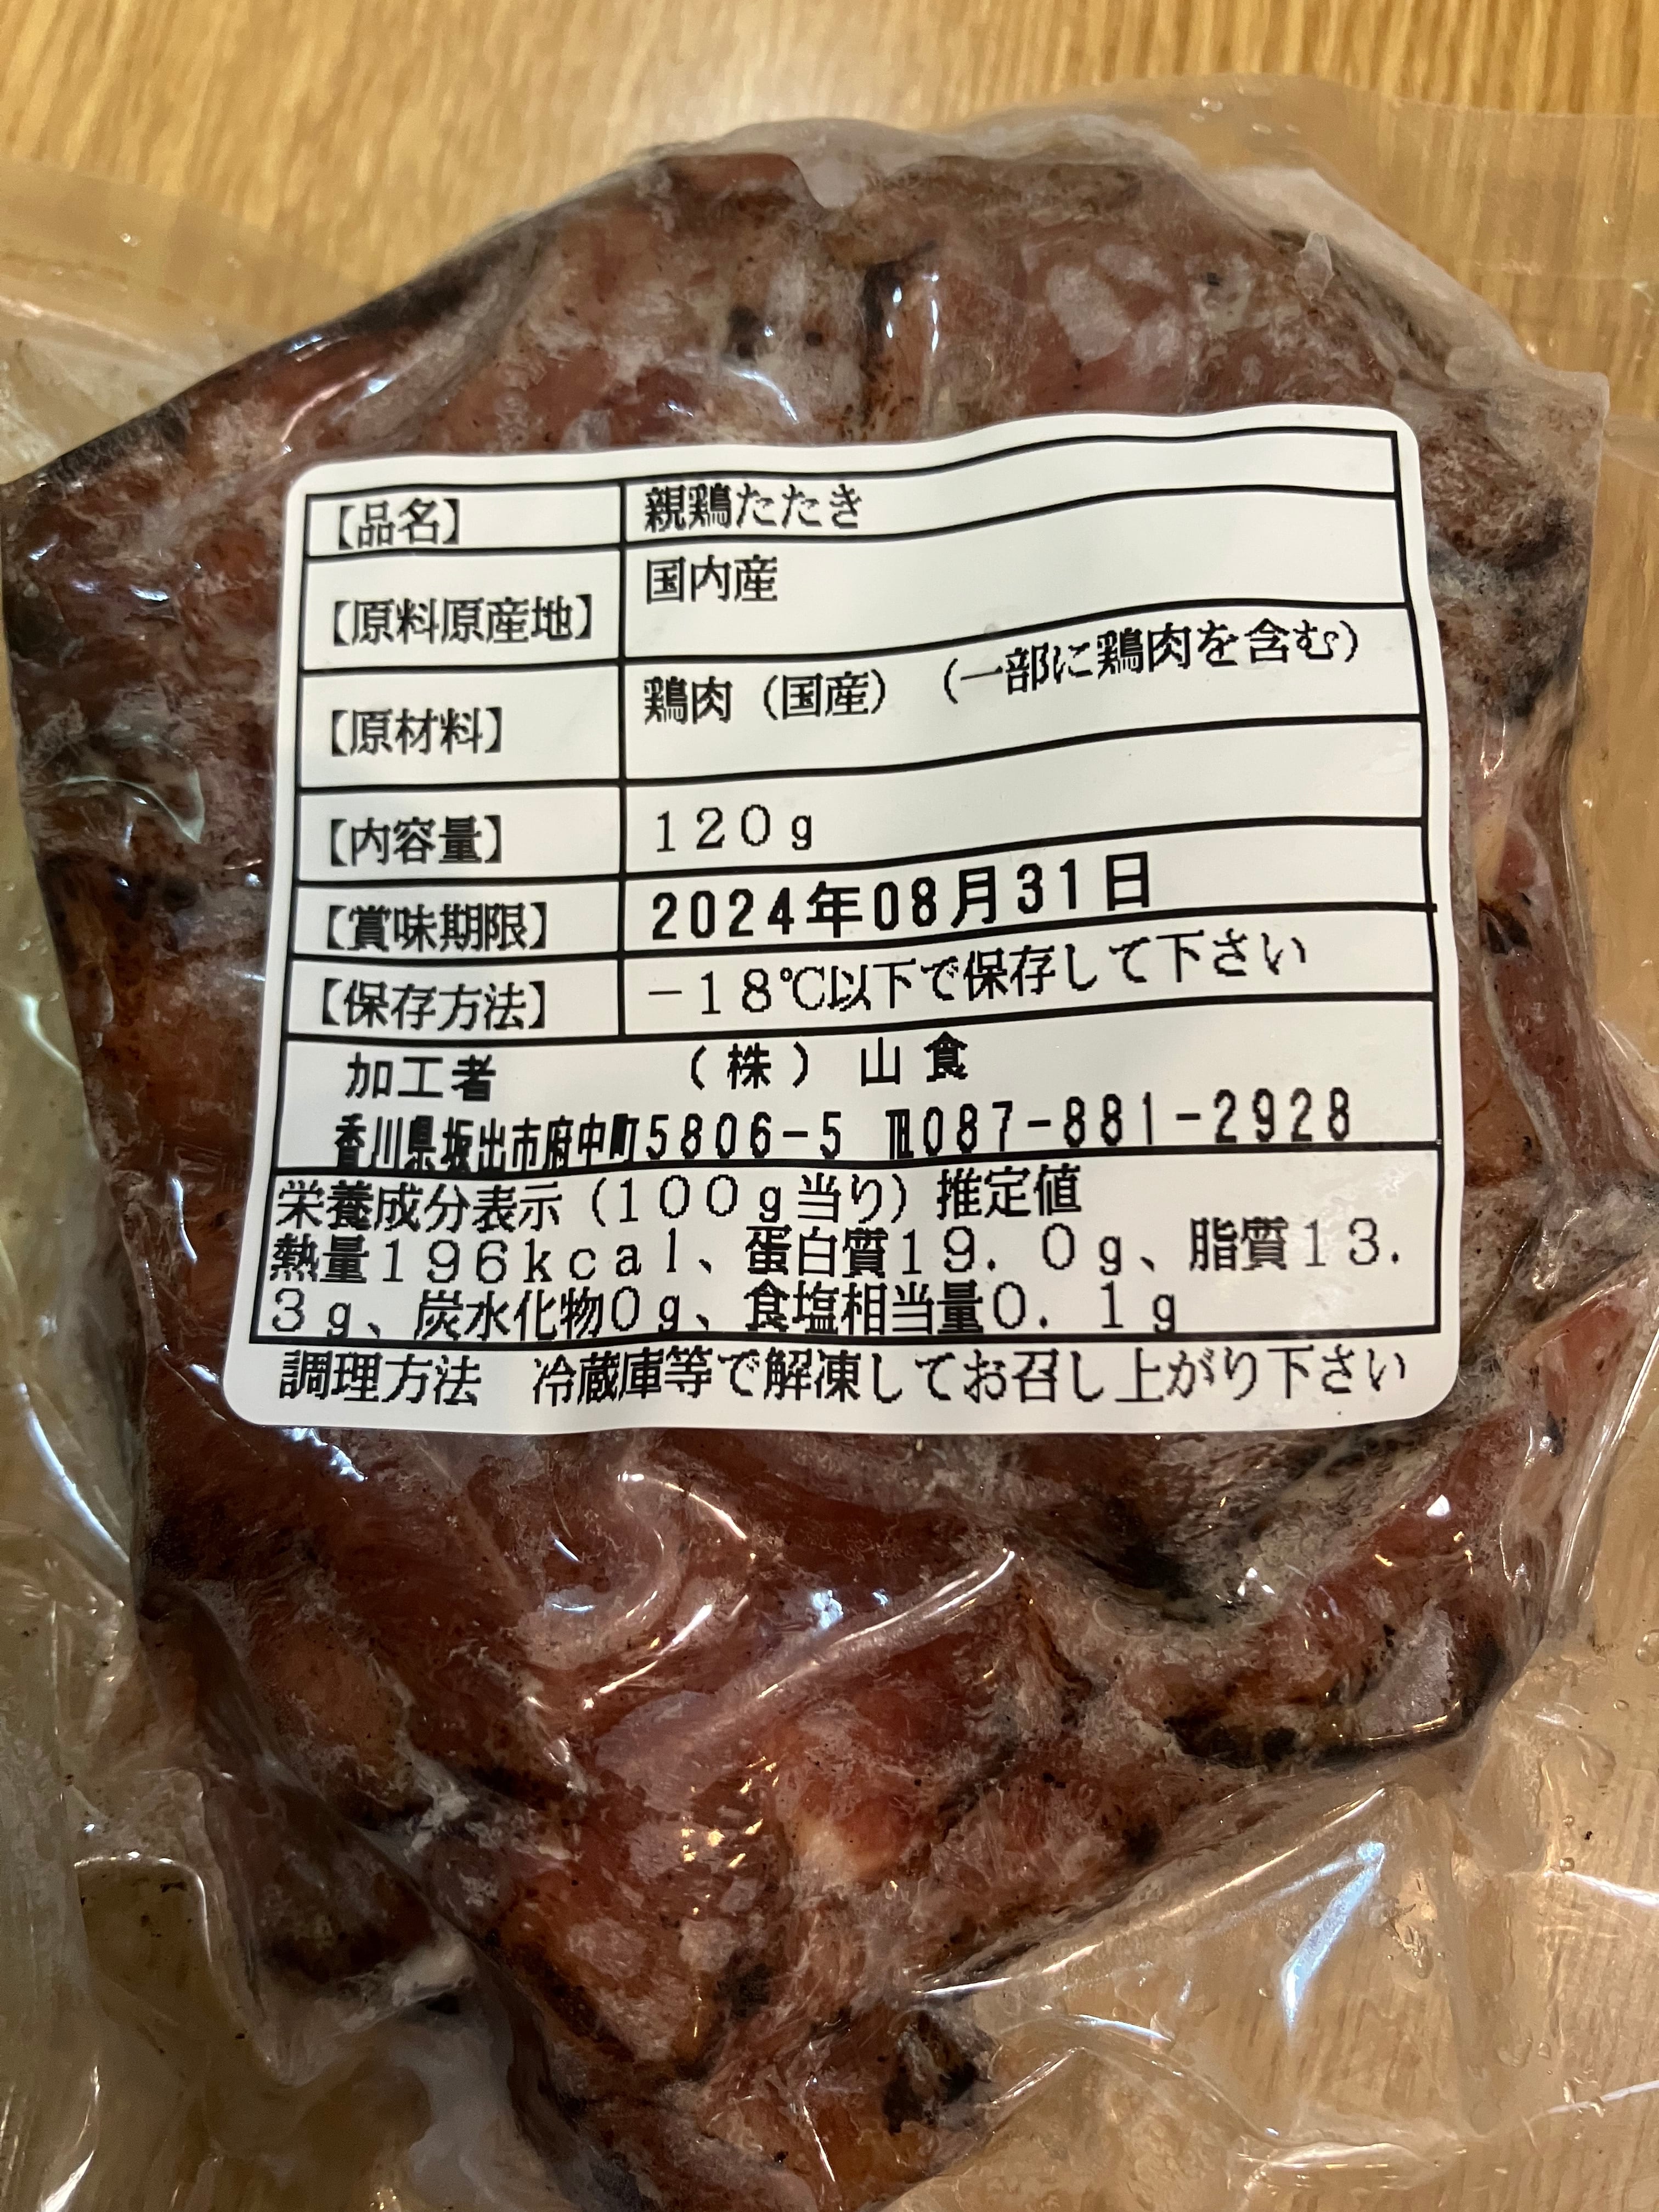 【品名】 親鶏たたき
【原料原産地】 国内産
【原材料】 鶏肉（国産）（一部に鶏肉を含む）
【内容量】 １２０ｇ
【賞味期限】 2024年08月31日
【保存方法】 －１８℃以下で保存して下さい
加工者 （株）山食
香川県坂出市府中町5806-5 ℡087-881-2928
栄養成分表示（１００ｇ当り）推定値
熱量１９６ｋｃａｌ、蛋白質１９．０ｇ、脂質１３．
３ｇ、炭水化物０ｇ、食塩相当量０．１ｇ
調理方法 冷蔵庫等で解凍してお召し上がり下さい